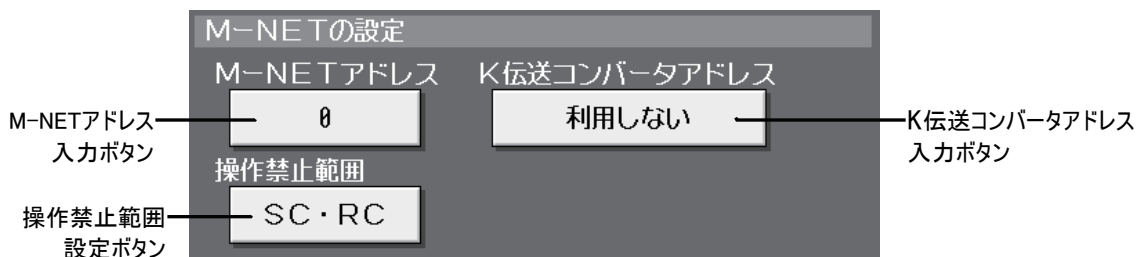 M-NETの設定
M-NETアドレス
K伝送コンバータアドレス
0
利用しない
M-NETアドレス
入力ボタン
K伝送コンバータアドレス
入力ボタン
操作禁止範囲
SC・RC
操作禁止範囲
設定ボタン